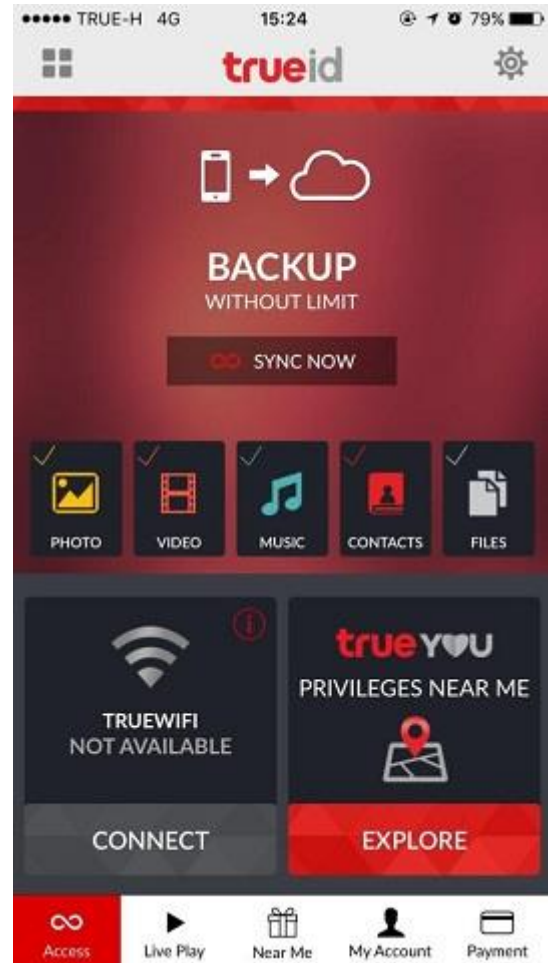 TRUE-H 4G 15:24 79%
trueid
BACKUP
WITHOUT LIMIT
SYNC NOW
PHOTO VIDEO MUSIC CONTACTS FILES
TRUEWIFI
NOT AVAILABLE
CONNECT
trueYOU
PRIVILEGES NEAR ME
EXPLORE
Access Live Play Near Me My Account Payment